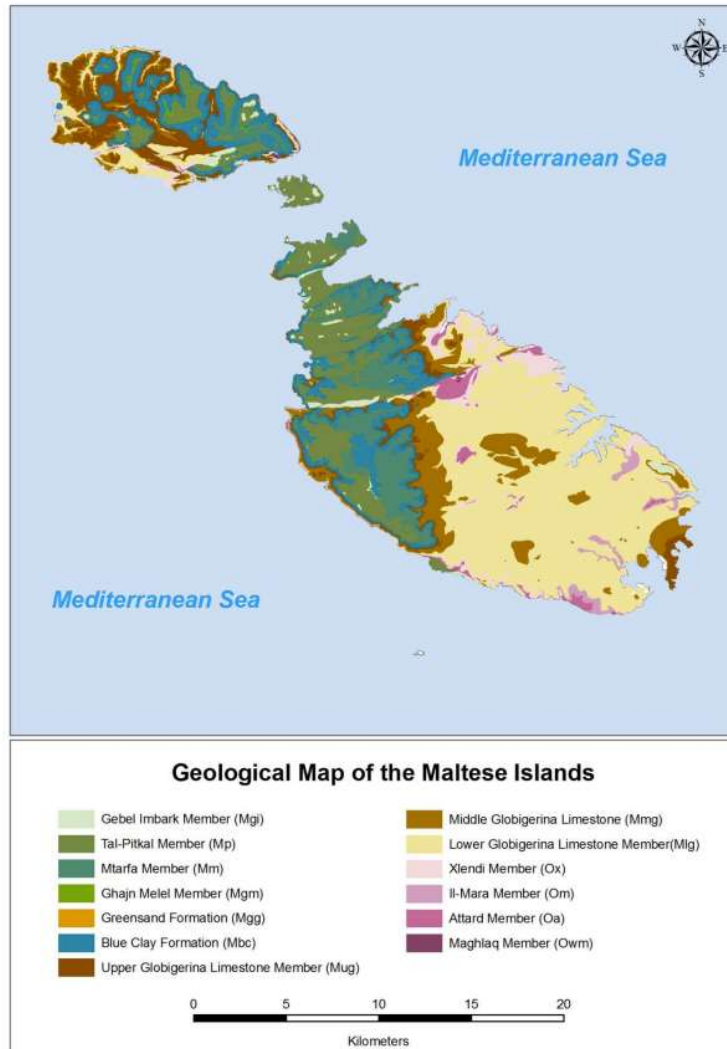 N
W E
S
Mediterranean Sea
Mediterranean Sea
Geological Map of the Maltese Islands
Gebel Imbark Member (Mgi)
Tal-Pitkal Member (Mp)
Mtarfa Member (Mm)
Ghajn Melel Member (Mgm)
Greensand Formation (Mgg)
Blue Clay Formation (Mbc)
Upper Globigerina Limestone Member (Mug)
Middle Globigerina Limestone (Mmg)
Lower Globigerina Limestone Member(Mlg)
Xlendi Member (Ox)
Il-Mara Member (Om)
Attard Member (Oa)
Maghlaq Member (Owm)
0 5 10 15 20
Kilometers